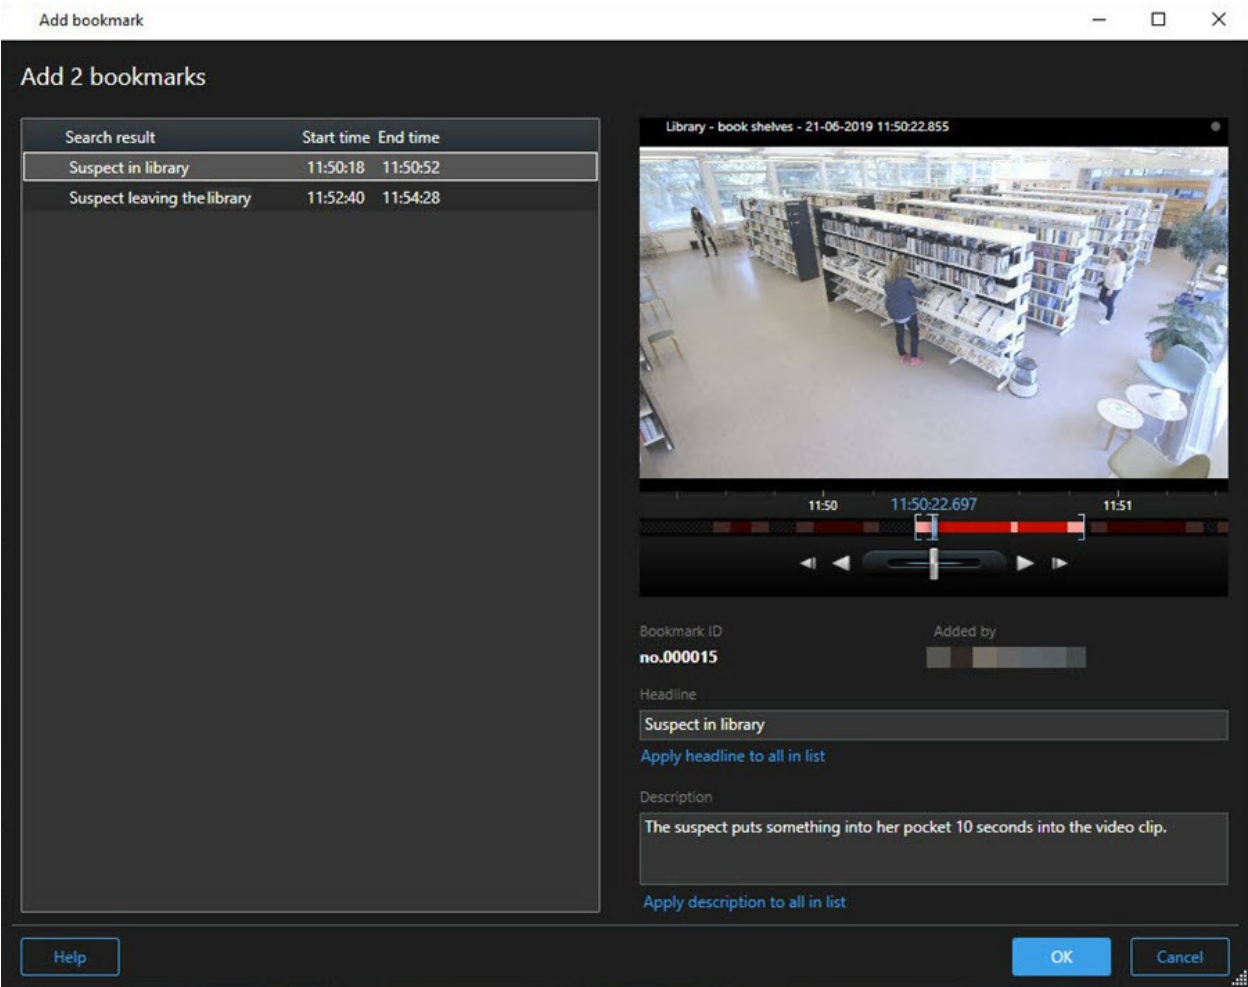 Add bookmark
Add 2 bookmarks
Search result Start time End time
Suspect in library 11:50:18 11:50:52
Suspect leaving the library 11:52:40 11:54:28
Library - book shelves - 21-06-2019 11:50:22.855
11:50 11:50:22.697 11:51
Bookmark ID Added by
no.000015
Headline
Suspect in library
Apply headline to all in list
Description
The suspect puts something into her pocket 10 seconds into the video clip.
Apply description to all in list
Help OK Cancel